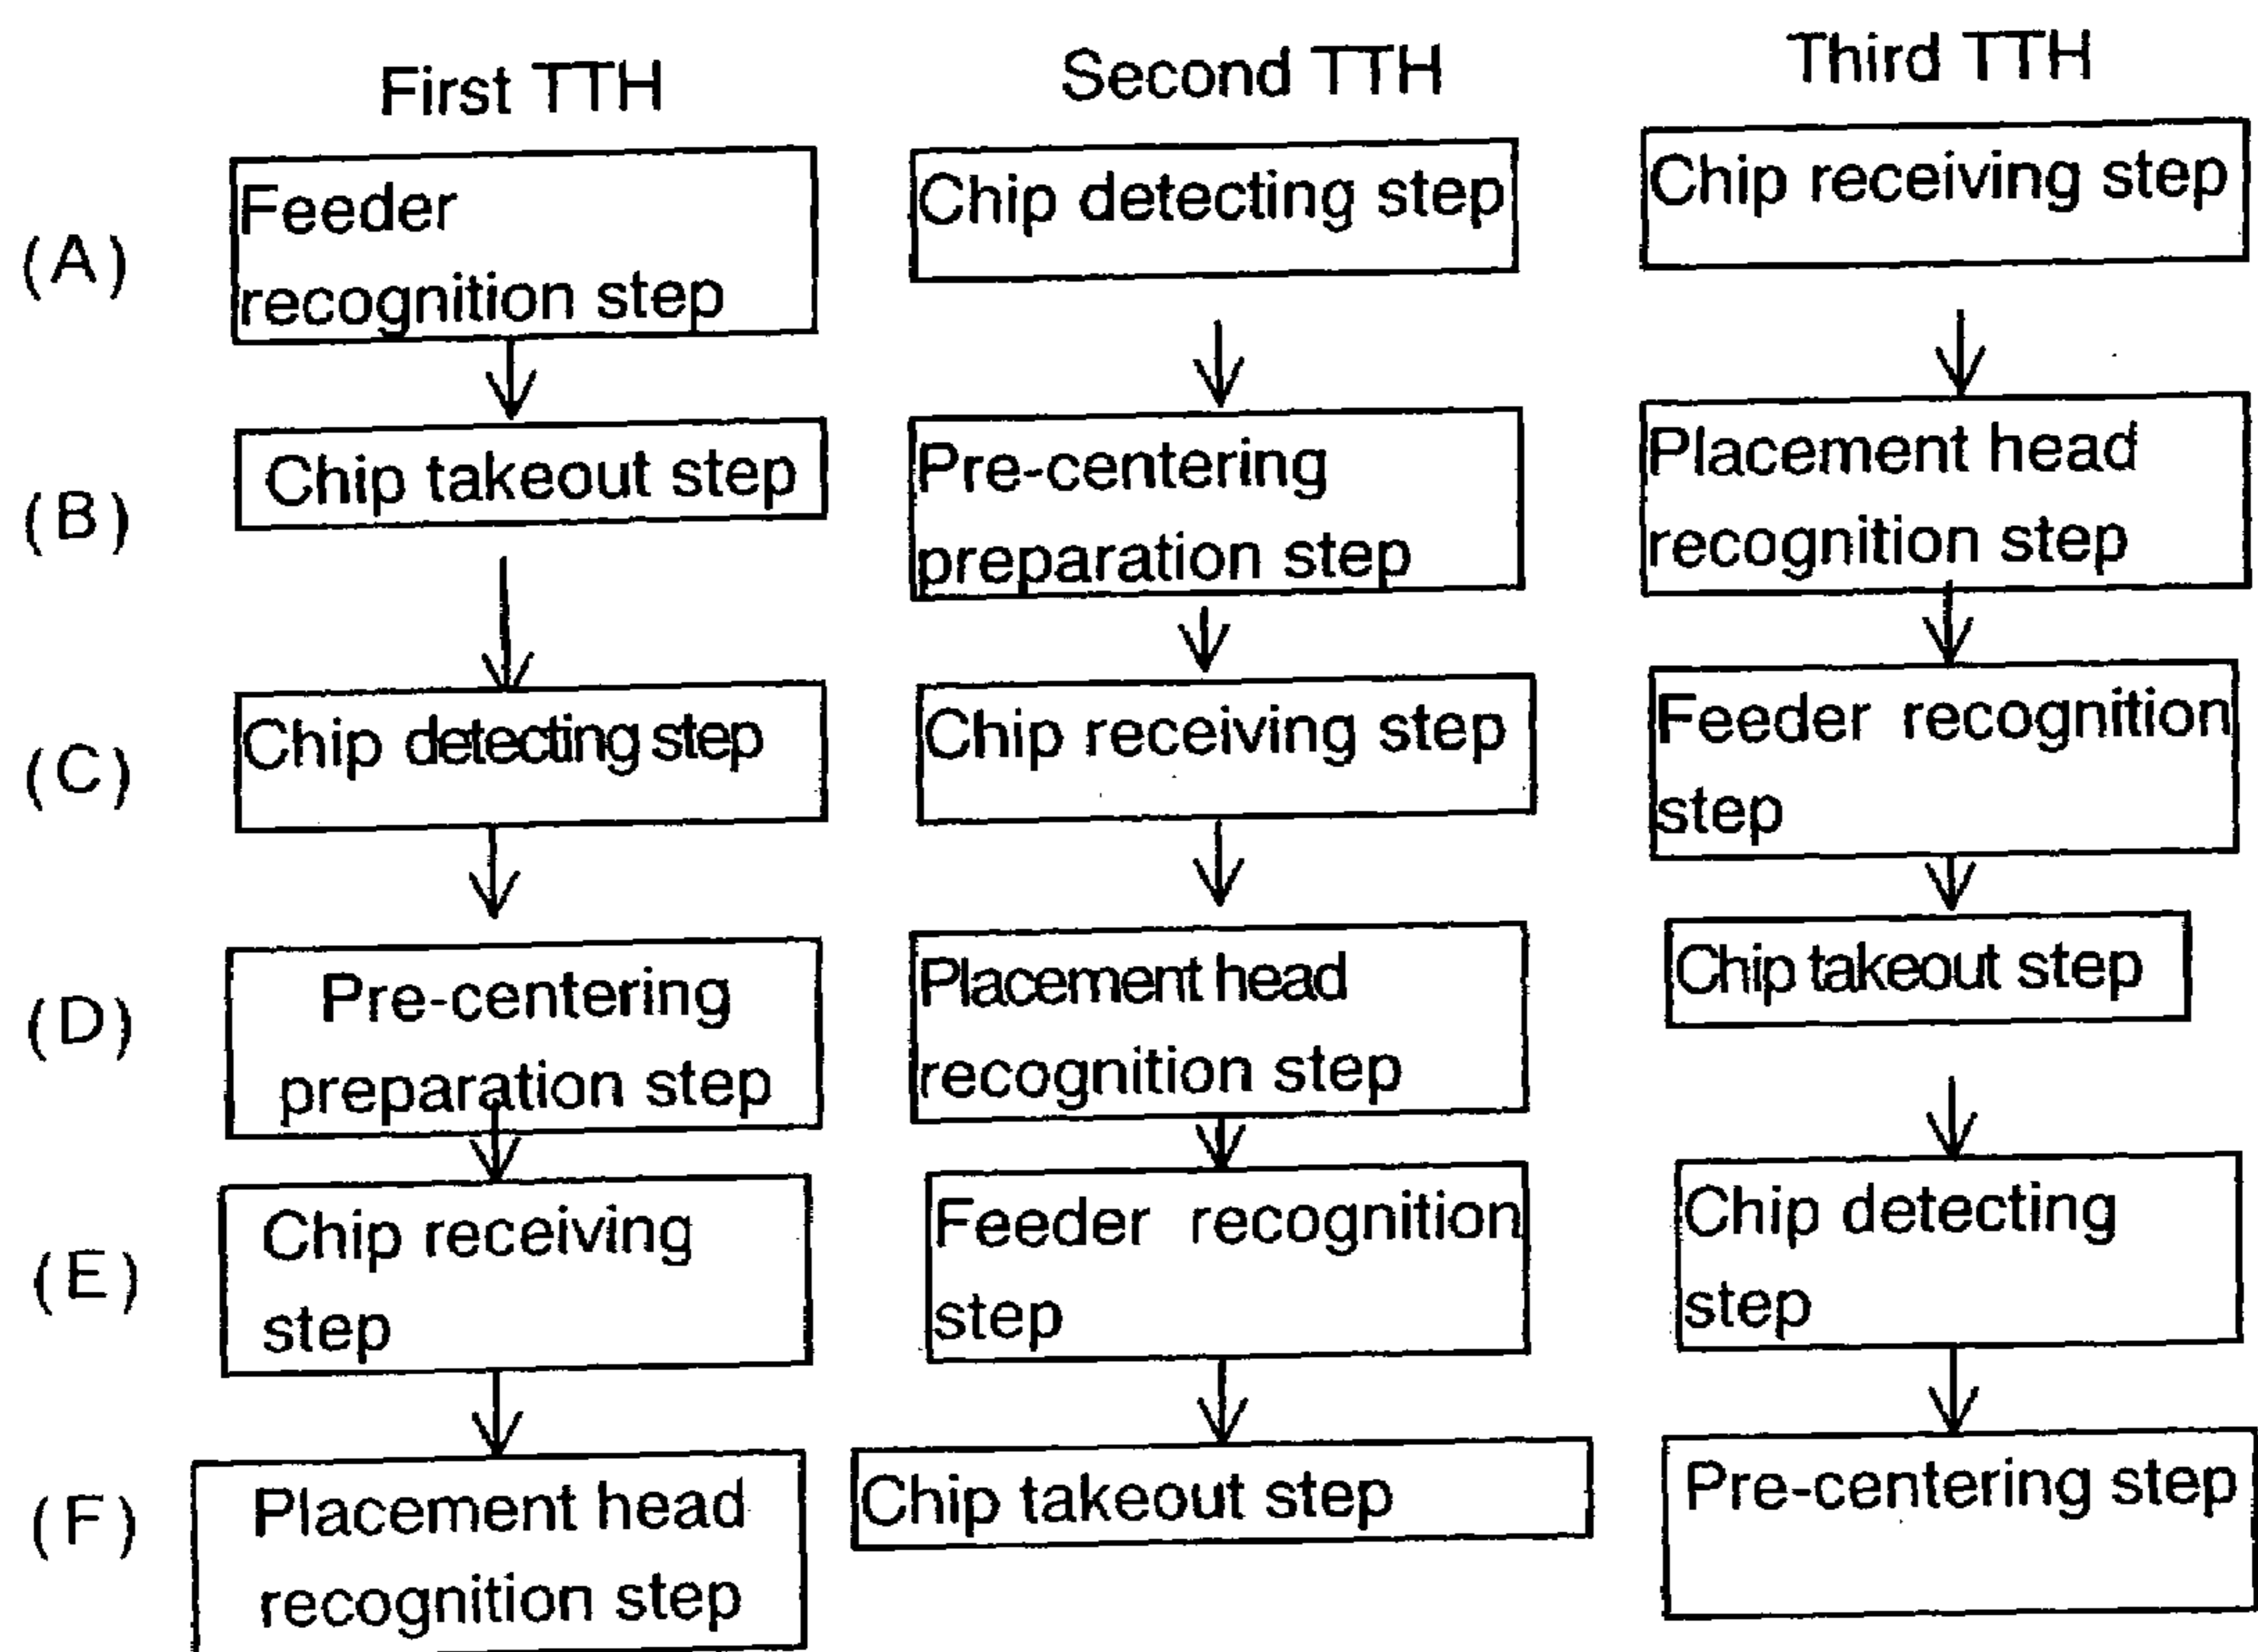 First TTH
Second TTH
Third TTH
(A)
Feeder
recognition step
Chip detecting step
Chip receiving step
(B)
Chip takeout step
Pre-centering
preparation step
Placement head
recognition step
(C)
Chip detecting step
Chip receiving step
Feeder recognition
step
(D)
Pre-centering
preparation step
Placement head
recognition step
Chip takeout step
(E)
Chip receiving
step
Feeder recognition
step
Chip detecting
step
(F)
Placement head
recognition step
Chip takeout step
Pre-centering step